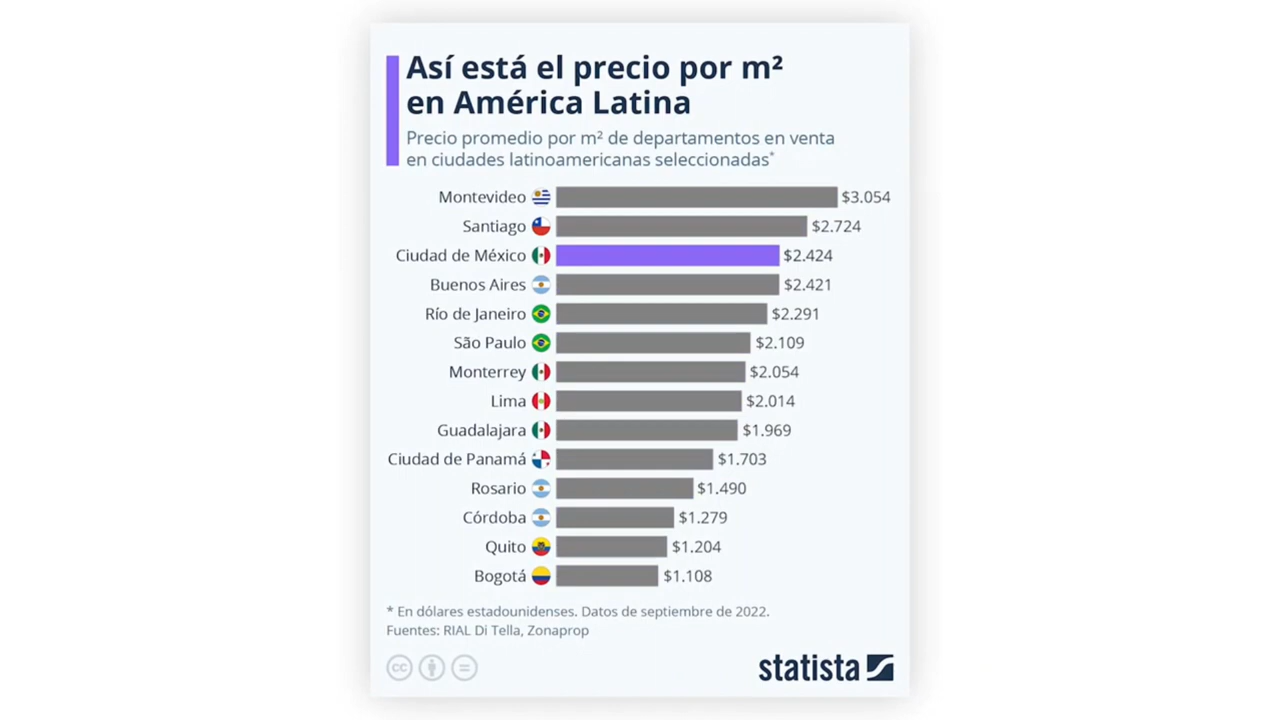 Así está el precio por m²
en América Latina
Precio promedio por m² de departamentos en venta
en ciudades latinoamericanas seleccionadas*
Montevideo $3.054
Santiago $2.724
Ciudad de México $2.424
Buenos Aires $2.421
Río de Janeiro $2.291
São Paulo $2.109
Monterrey $2.054
Lima $2.014
Guadalajara $1.969
Ciudad de Panamá $1.703
Rosario $1.490
Córdoba $1.279
Quito $1.204
Bogotá $1.108
* En dólares estadounidenses. Datos de septiembre de 2022.
Fuentes: RIAL Di Tella, Zonaprop
cc =
statista